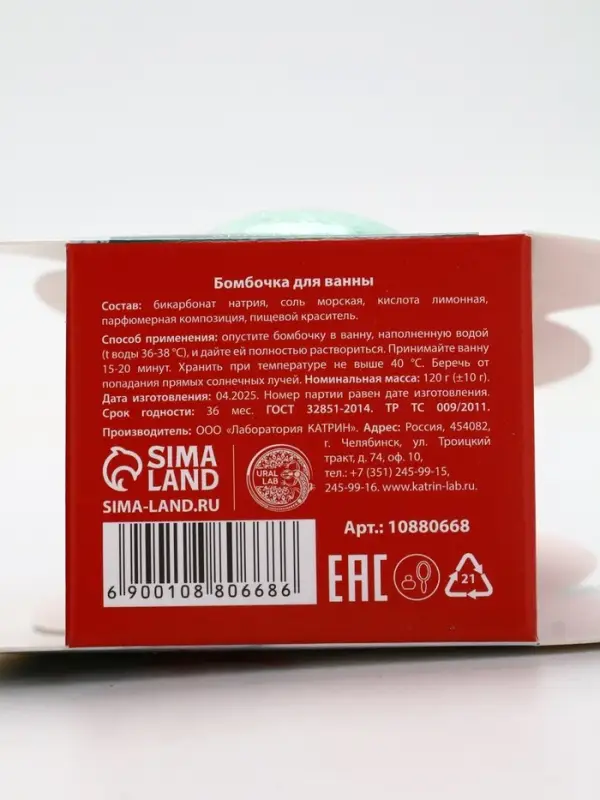 Бомбочка для ванны
Состав: бикарбонат натрия, соль морская, кислота лимонная,
парфюмерная композиция, пищевой краситель.
Способ применения: опустите бомбочку в ванну, наполненную водой
(t воды 36-38 °C), и дайте ей полностью раствориться. Принимайте ванну
15-20 минут. Хранить при температуре не выше 40 °C. Беречь от
попадания прямых солнечных лучей. Номинальная масса: 120 г (±10 г).
Дата изготовления: 04.2025. Номер партии равен дате изготовления.
Срок годности: 36 мес. ГОСТ 32851-2014. ТР ТС 009/2011.
Производитель: ООО «Лаборатория КАТРИН». Адрес: Россия, 454082,
г. Челябинск, ул. Троицкий
тракт, д. 74, оф. 10,
тел.: +7 (351) 245-99-15,
245-99-16. www.katrin-lab.ru
SIMA
LAND
SIMA-LAND.RU
URAL
LAB
Арт.: 10880668
6 900108 806686
EAC
21